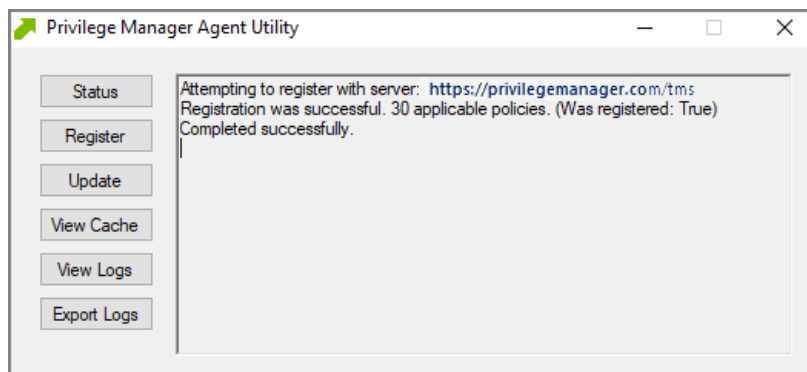 Privilege Manager Agent Utility
Status
Register
Update
View Cache
View Logs
Export Logs
Attempting to register with server: https://privilegemanager.com/tms
Registration was successful. 30 applicable policies. (Was registered: True)
Completed successfully.